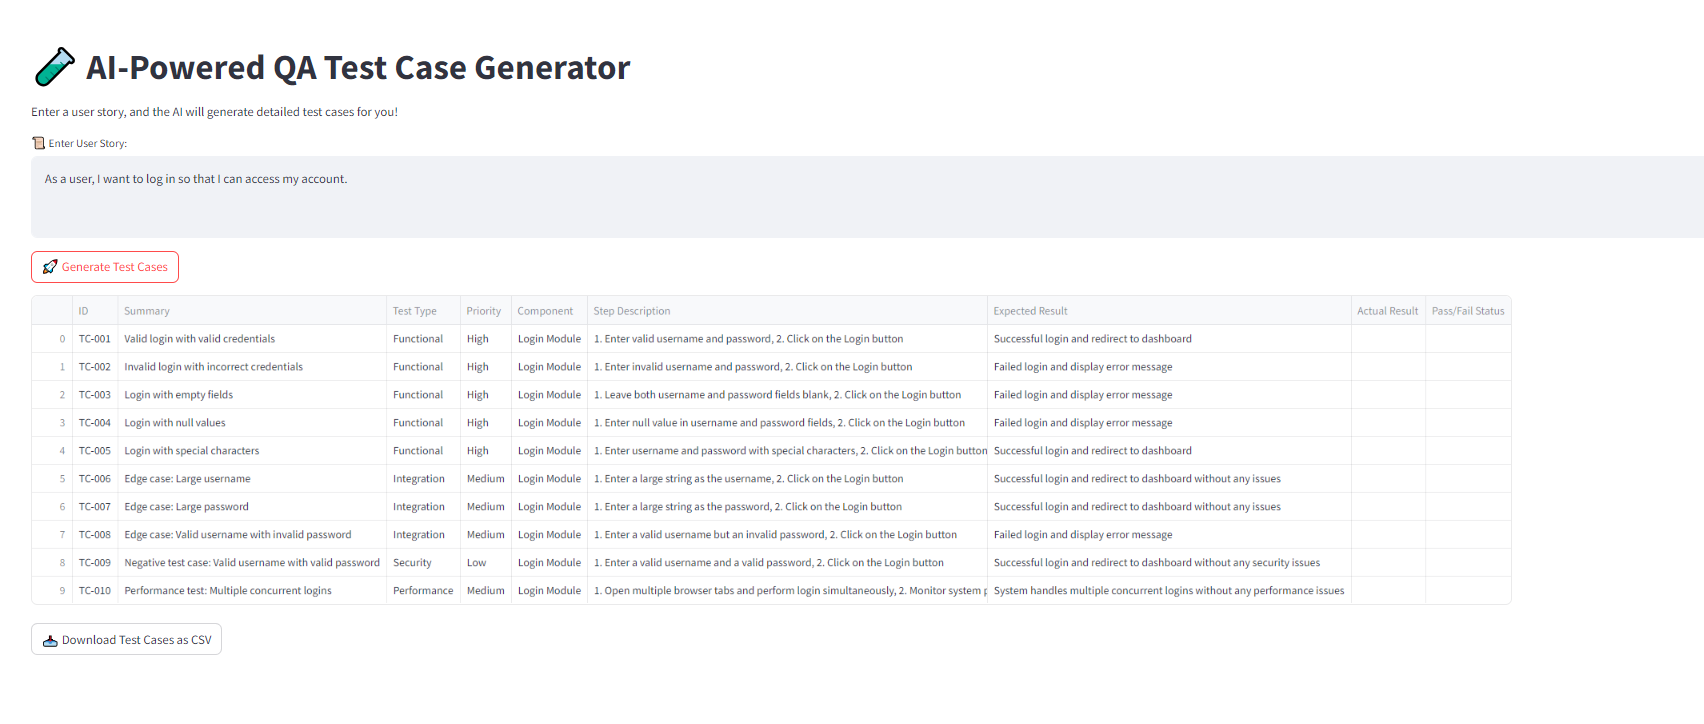 AI-Powered QA Test Case Generator
Enter a user story, and the AI will generate detailed test cases for you!
Enter User Story:
As a user, I want to log in so that I can access my account.
Generate Test Cases
ID Summary Test Type Priority Component Step Description Expected Result Actual Result Pass/Fail Status
0 TC-001 Valid login with valid credentials Functional High Login Module 1. Enter valid username and password, 2. Click on the Login button Successful login and redirect to dashboard
1 TC-002 Invalid login with incorrect credentials Functional High Login Module 1. Enter invalid username and password, 2. Click on the Login button Failed login and display error message
2 TC-003 Login with empty fields Functional High Login Module 1. Leave both username and password fields blank, 2. Click on the Login button Failed login and display error message
3 TC-004 Login with null values Functional High Login Module 1. Enter null value in username and password fields, 2. Click on the Login button Failed login and display error message
4 TC-005 Login with special characters Functional High Login Module 1. Enter username and password with special characters, 2. Click on the Login button Successful login and redirect to dashboard
5 TC-006 Edge case: Large username Integration Medium Login Module 1. Enter a large string as the username, 2. Click on the Login button Successful login and redirect to dashboard without any issues
6 TC-007 Edge case: Large password Integration Medium Login Module 1. Enter a large string as the password, 2. Click on the Login button Successful login and redirect to dashboard without any issues
7 TC-008 Edge case: Valid username with invalid password Integration Medium Login Module 1. Enter a valid username but an invalid password, 2. Click on the Login button Failed login and display error message
8 TC-009 Negative test case: Valid username with valid password Security Low Login Module 1. Enter a valid username and a valid password, 2. Click on the Login button Successful login and redirect to dashboard without any security issues
9 TC-010 Performance test: Multiple concurrent logins Performance Medium Login Module 1. Open multiple browser tabs and perform login simultaneously, 2. Monitor system System handles multiple concurrent logins without any performance issues
Download Test Cases as CSV